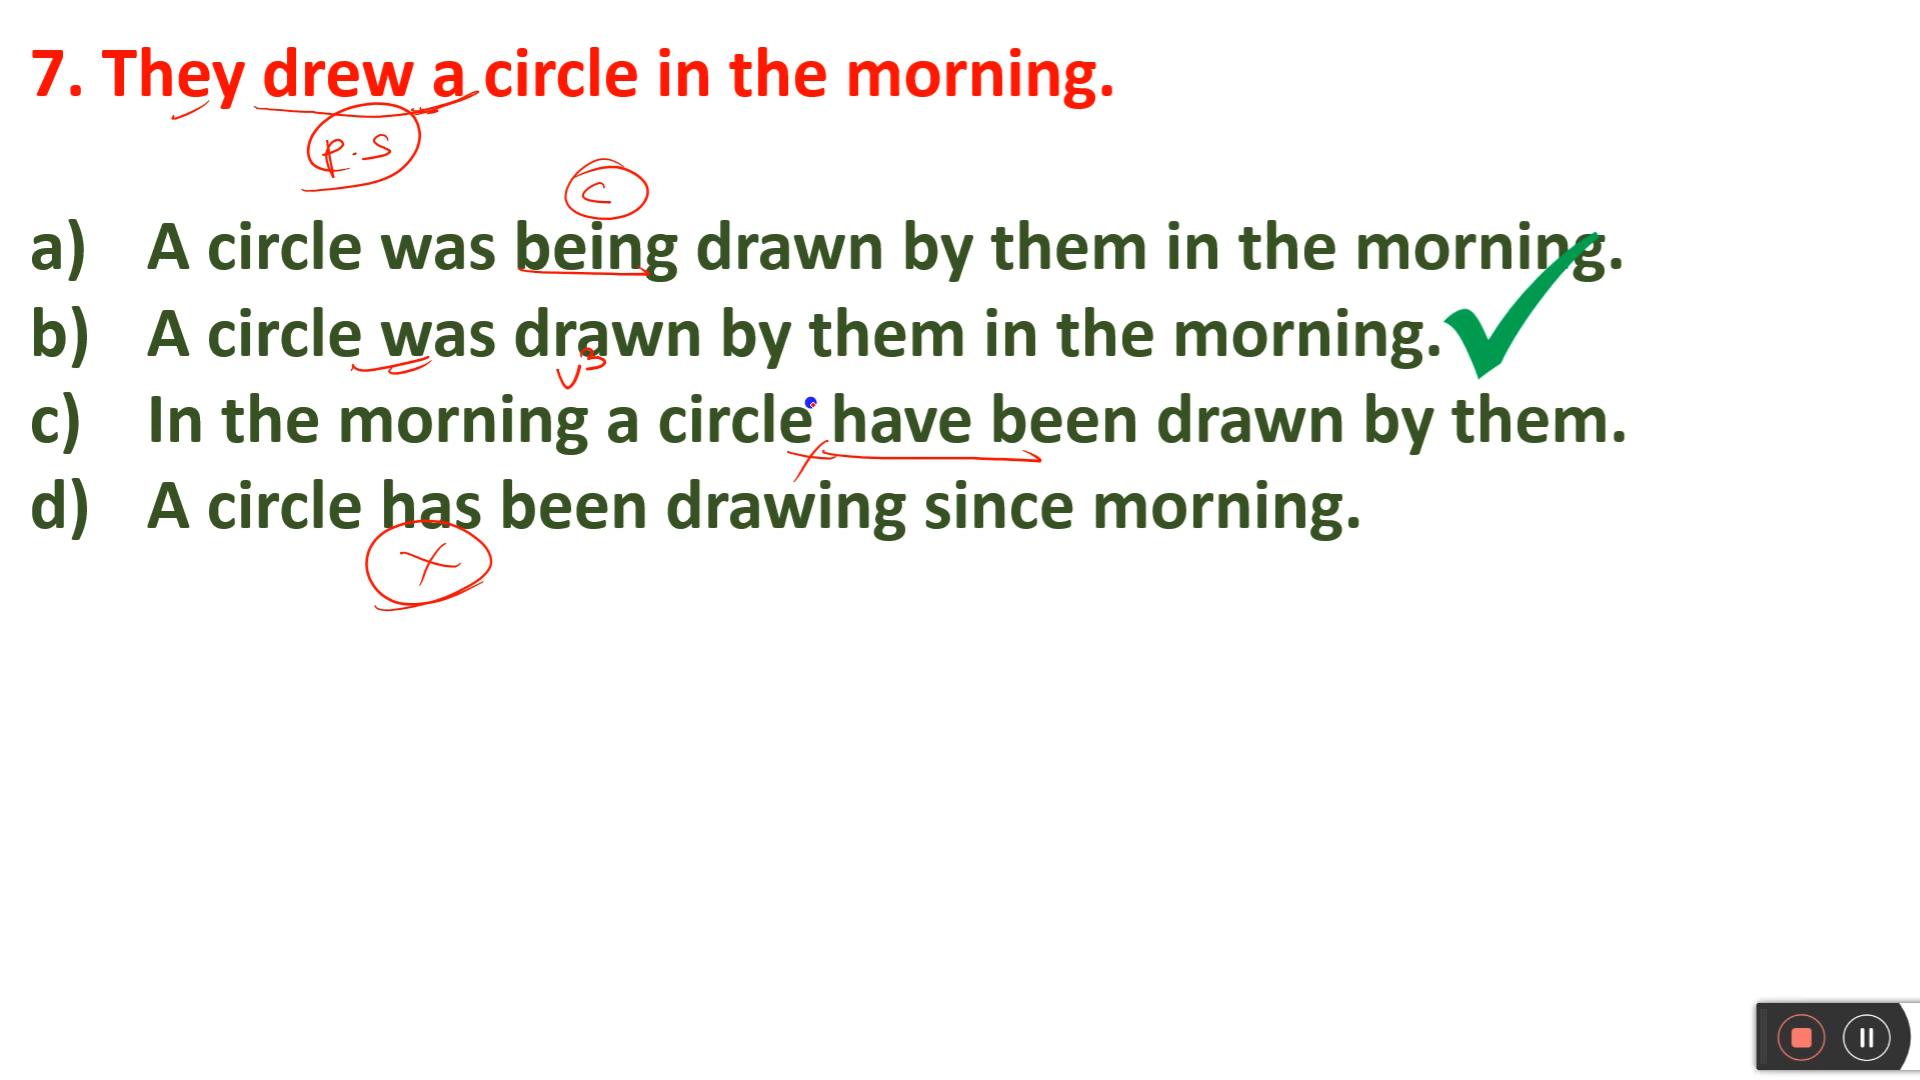 7. They drew a circle in the morning.
P.S
C
a) A circle was being drawn by them in the morning.
b) A circle was drawn by them in the morning.
V3
c) In the morning a circle have been drawn by them.
d) A circle has been drawing since morning.